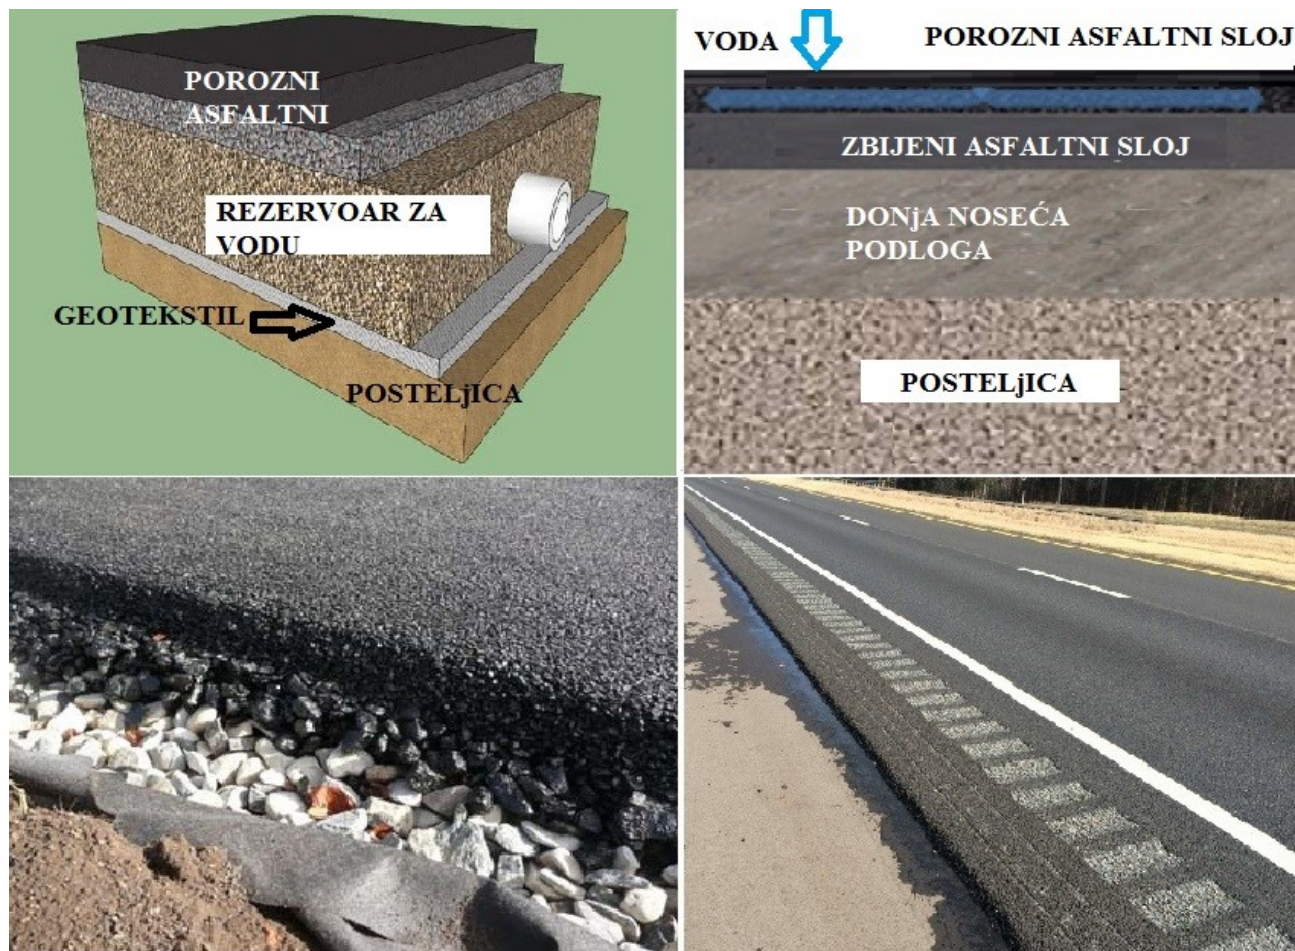 POROZNI
ASFALTNI
REZERVOAR ZA
VODU
GEOTEKSTIL
POSTELjICA
VODA
POROZNI ASFALTNI SLOJ
ZBIJENI ASFALTNI SLOJ
DONjA NOSEĆA
PODLOGA
POSTELjICA